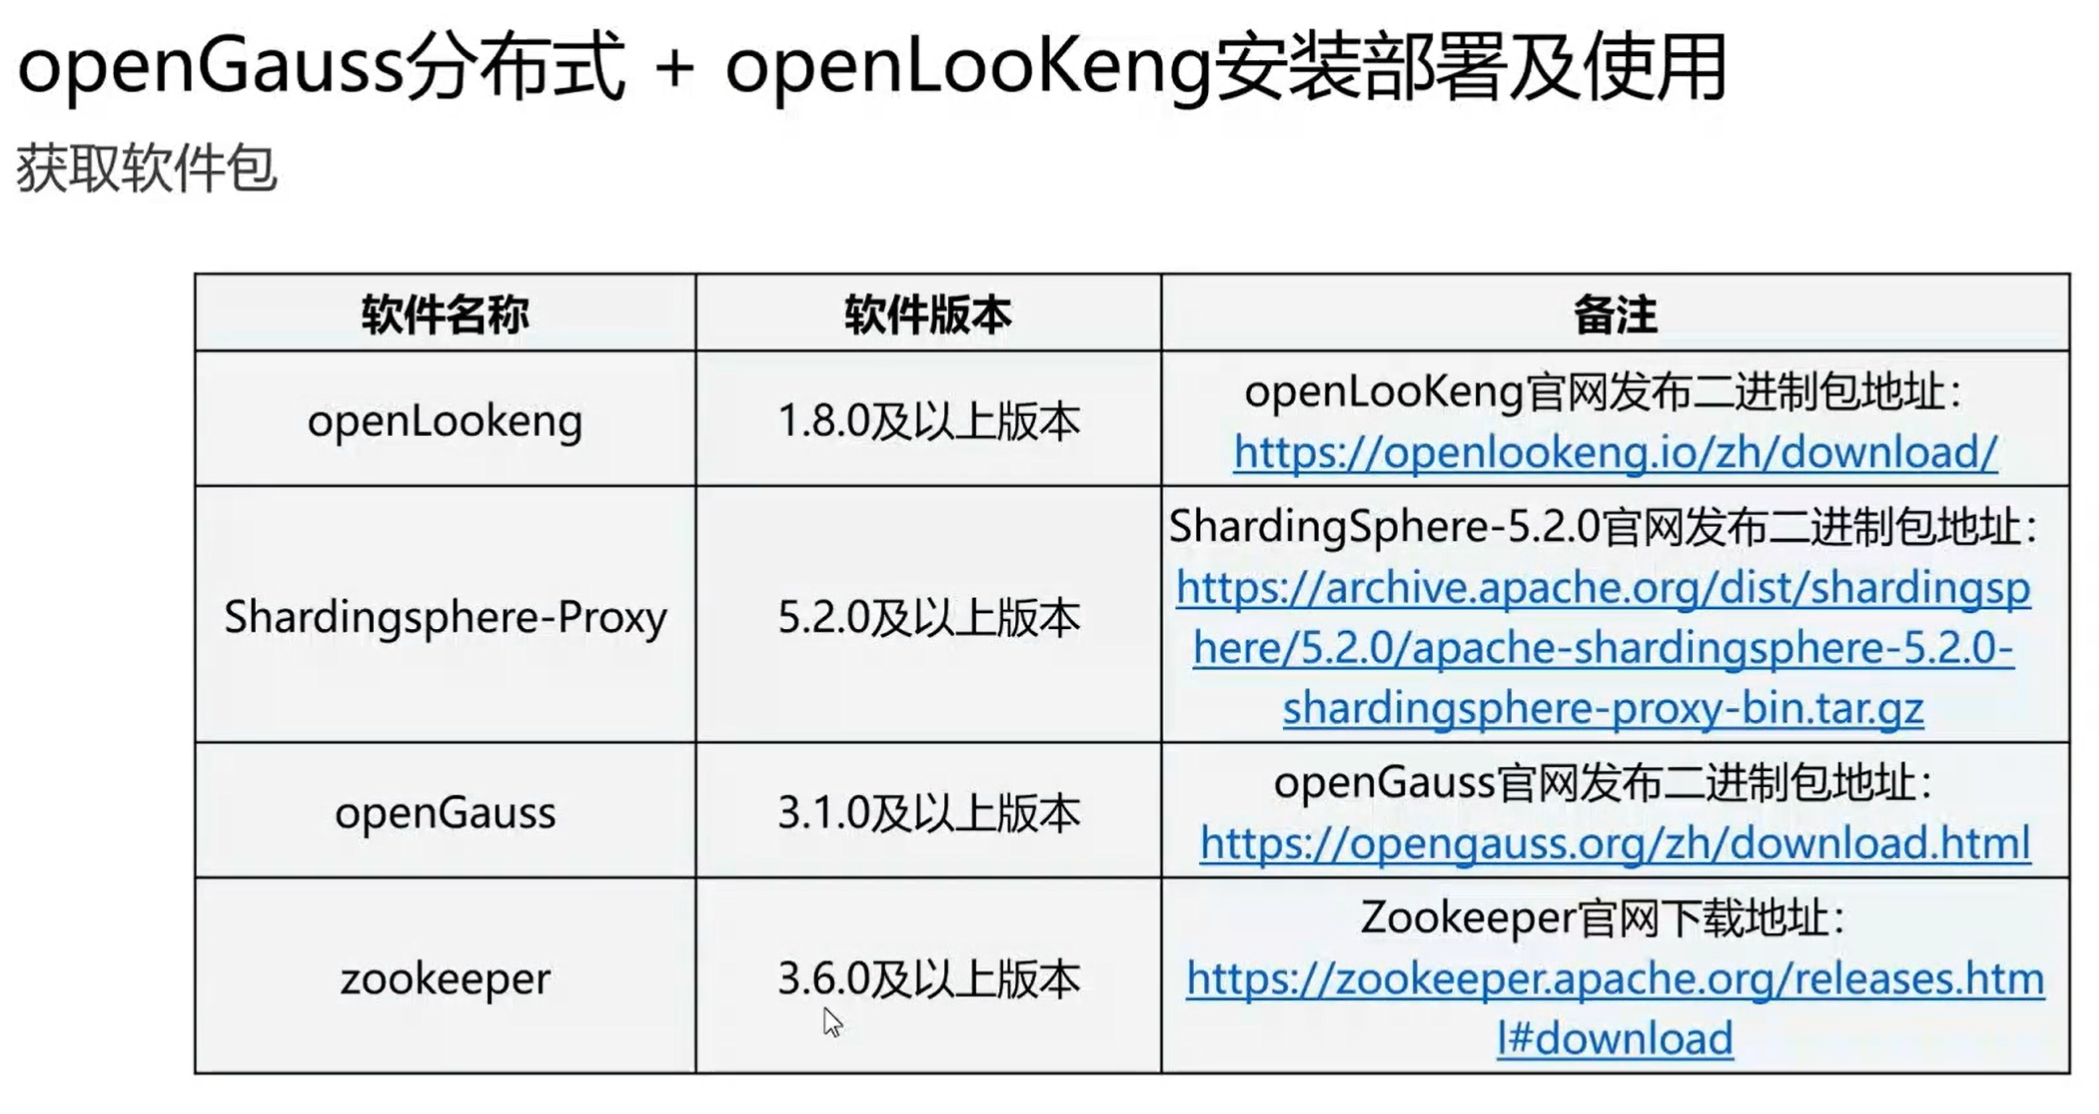 openGauss分布式 + openLooKeng安装部署及使用
获取软件包
软件名称
软件版本
备注
openLookeng
1.8.0及以上版本
openLooKeng官网发布二进制包地址：
https://openlookeng.io/zh/download/
Shardingsphere-Proxy
5.2.0及以上版本
ShardingSphere-5.2.0官网发布二进制包地址：
https://archive.apache.org/dist/shardingsp
here/5.2.0/apache-shardingsphere-5.2.0-
shardingsphere-proxy-bin.tar.gz
openGauss
3.1.0及以上版本
openGauss官网发布二进制包地址：
https://opengauss.org/zh/download.html
zookeeper
3.6.0及以上版本
Zookeeper官网下载地址：
https://zookeeper.apache.org/releases.htm
l#download